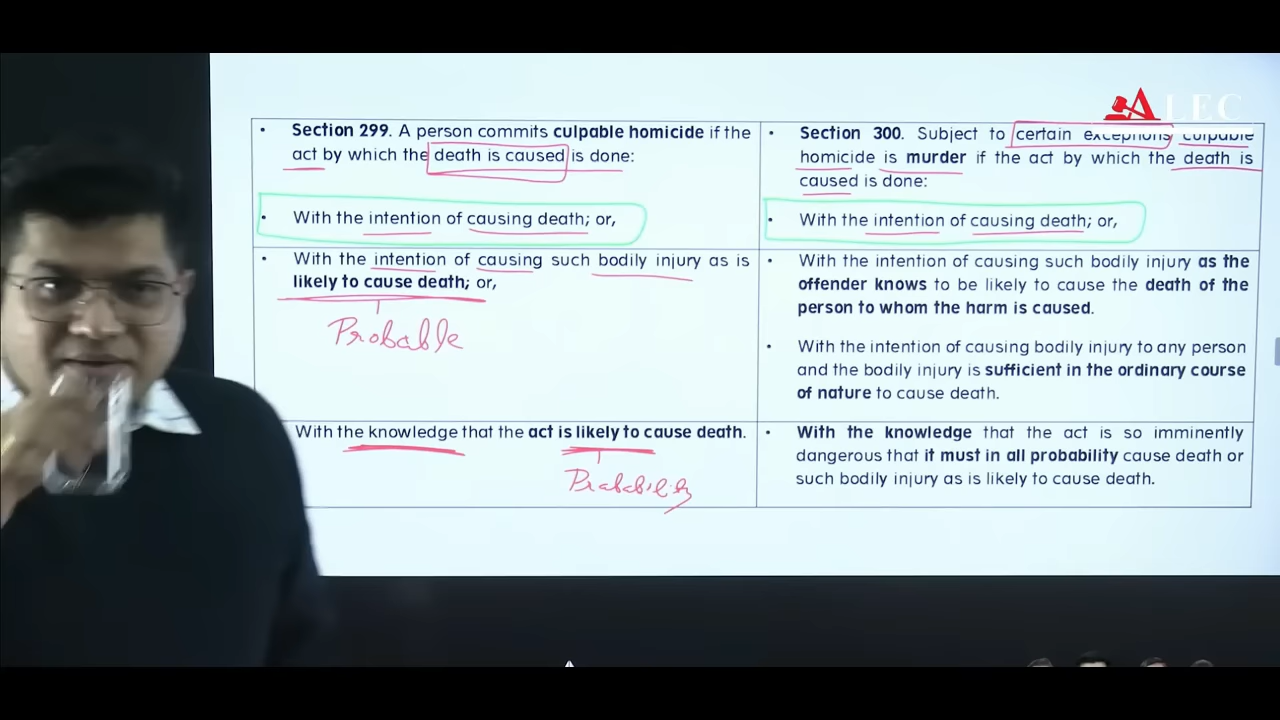 ALEC
• Section 299. A person commits culpable homicide if the
act by which the death is caused is done:
• With the intention of causing death; or,
• With the intention of causing such bodily injury as is
likely to cause death; or,
Probable
With the knowledge that the act is likely to cause death.
Probability
• Section 300. Subject to certain exceptions culpable
homicide is murder if the act by which the death is
caused is done:
• With the intention of causing death; or,
• With the intention of causing such bodily injury as the
offender knows to be likely to cause the death of the
person to whom the harm is caused.
• With the intention of causing bodily injury to any person
and the bodily injury is sufficient in the ordinary course
of nature to cause death.
• With the knowledge that the act is so imminently
dangerous that it must in all probability cause death or
such bodily injury as is likely to cause death.